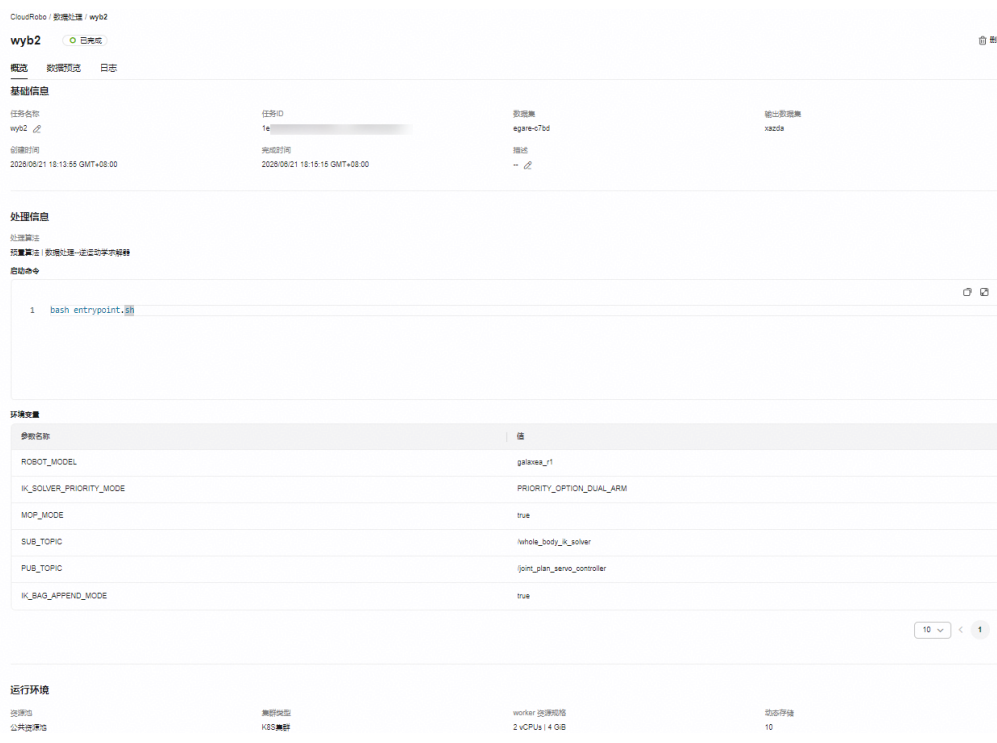 CloudRobo / 数据处理 / wyb2
wyb2 已完成 删
概览 数据预览 日志
基础信息
任务名称 任务ID 数据集 输出数据集
wyb2 1e egare-c7bd xazda
创建时间 完成时间 描述
2026/06/21 18:13:55 GMT+08:00 2026/06/21 18:15:15 GMT+08:00 --
处理信息
处理算法
预置算法 | 数据处理--逆运动学求解器
启动命令
1 bash entrypoint.sh
环境变量
参数名称 值
ROBOT_MODEL galaxea_r1
IK_SOLVER_PRIORITY_MODE PRIORITY_OPTION_DUAL_ARM
MOP_MODE true
SUB_TOPIC /whole_body_ik_solver
PUB_TOPIC /joint_plan_servo_controller
IK_BAG_APPEND_MODE true
10 1
运行环境
资源池 集群类型 worker 资源规格 动态存储
公共资源池 K8S集群 2 vCPUs | 4 GiB 10